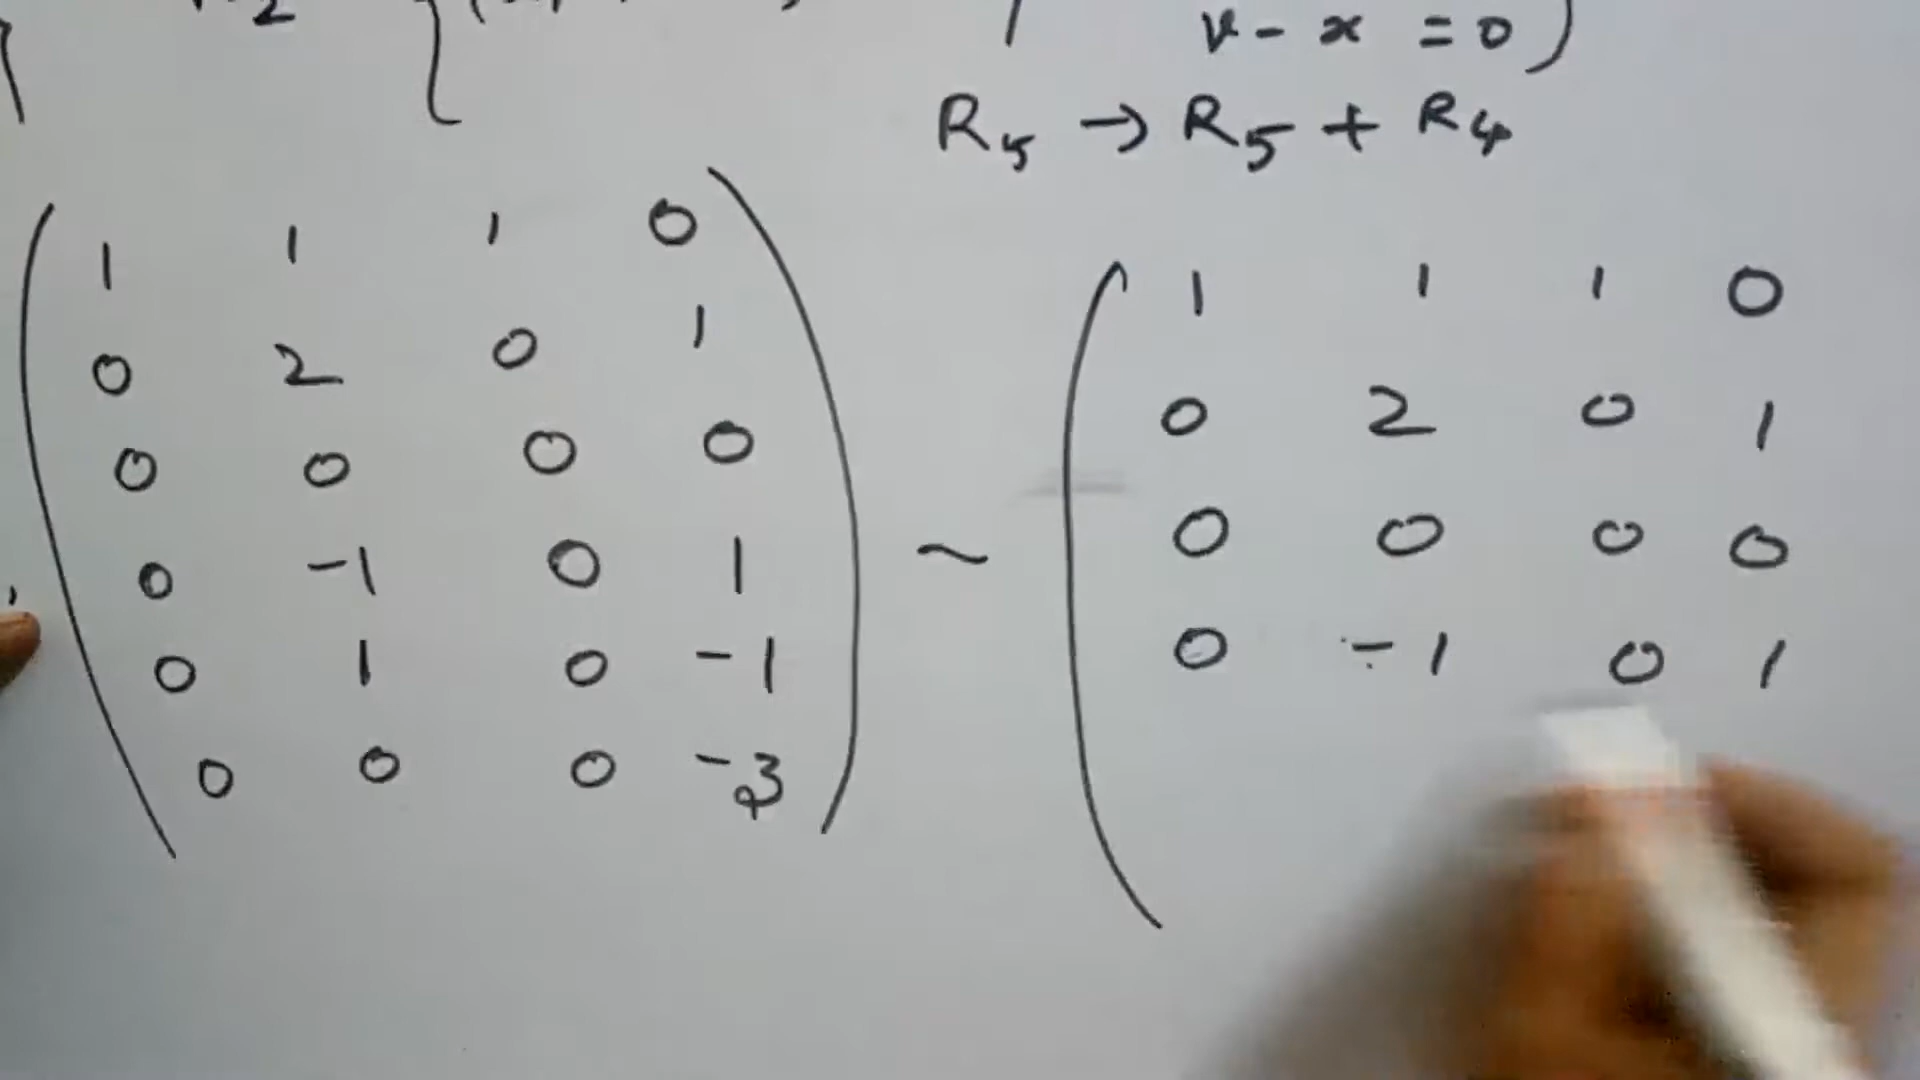 v - x = 0)
R₅ → R₅ + R₄
1 1 1 0
0 2 0 1
0 0 0 0
0 -1 0 1
0 1 0 -1
0 0 0 -3
~
1 1 1 0
0 2 0 1
0 0 0 0
0 -1 0 1